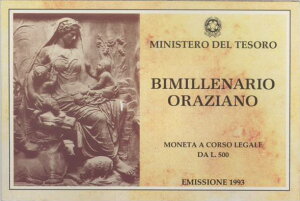 MINISTERO DEL TESORO
BIMILLENARIO
ORAZIANO
MONETA A CORSO LEGALE
DA L. 500
EMISSIONE 1993